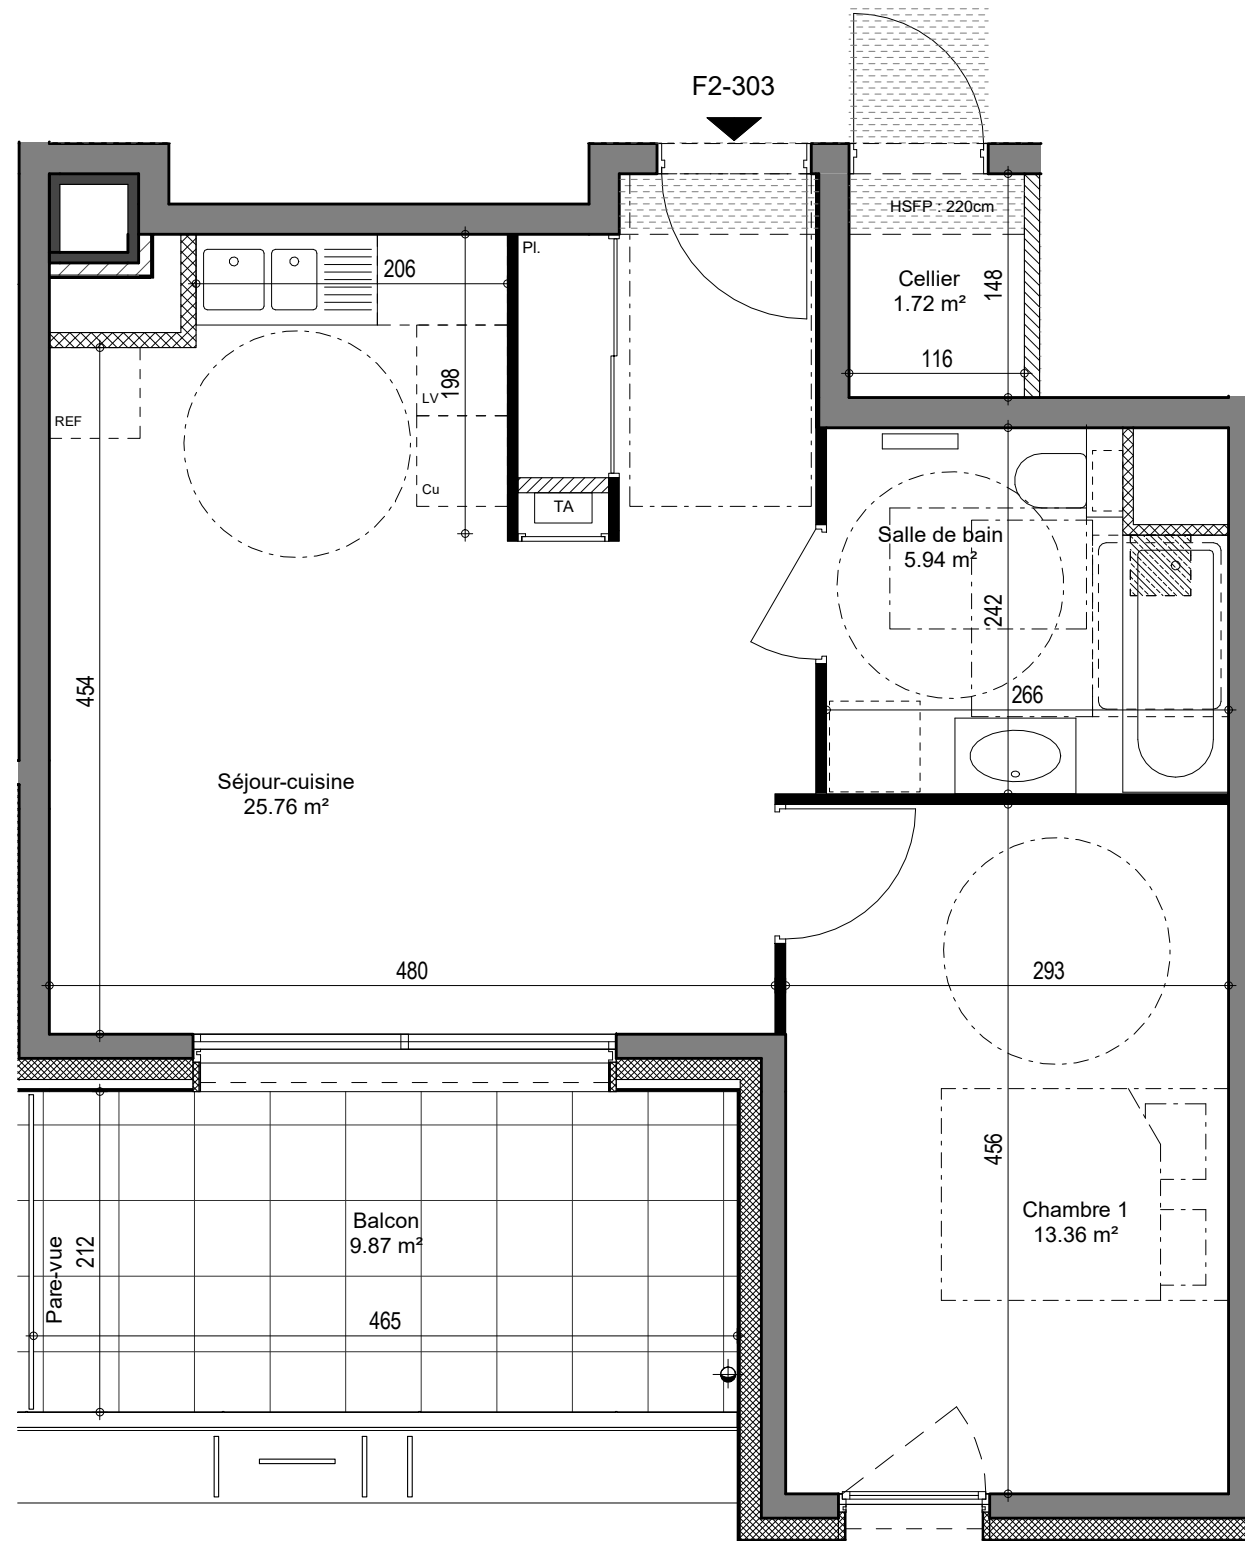 F2-303
HSFP : 220cm
Pl.
206
Cellier
1.72 m²
148
116
198
LV
REF
Cu
TA
Salle de bain
5.94 m²
242
266
454
Séjour-cuisine
25.76 m²
480
293
456
Chambre 1
13.36 m²
Balcon
9.87 m²
Pare-vue
212
465